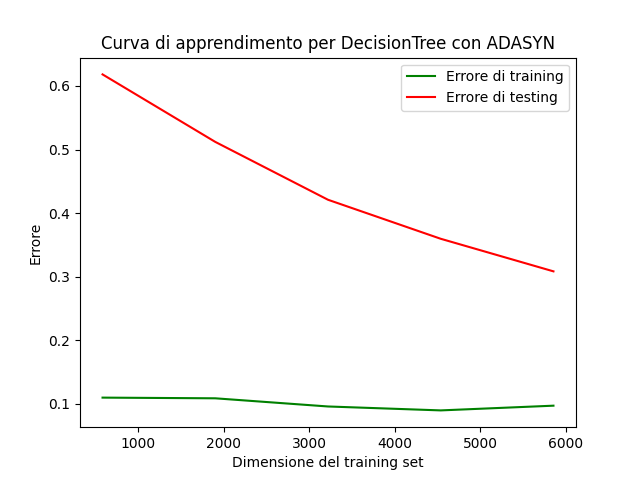 Curva di apprendimento per DecisionTree con ADASYN
Errore di training
Errore di testing
0.6
0.5
0.4
0.3
0.2
0.1
Errore
1000
2000
3000
4000
5000
6000
Dimensione del training set